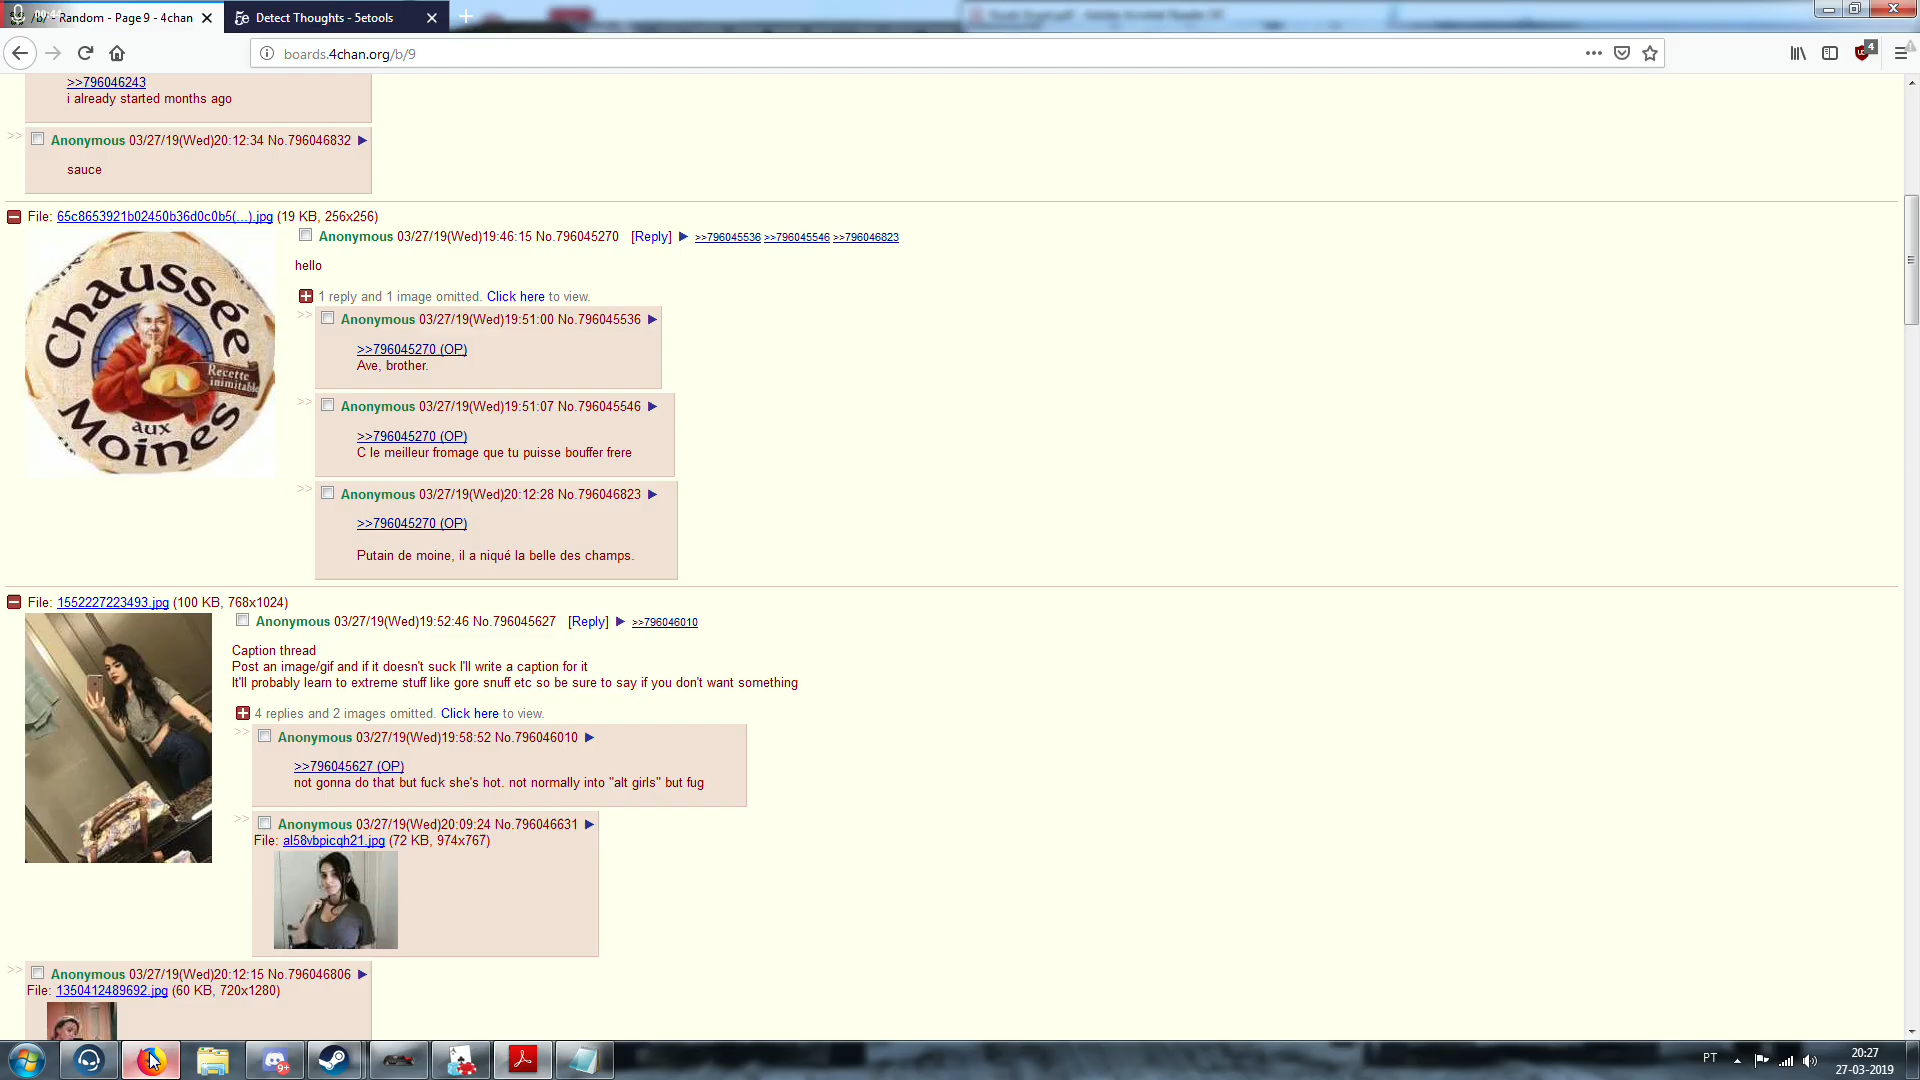 /b/ - Random - Page 9 - 4chan
Detect Thoughts - 5etools
boards.4chan.org/b/9
4
>>796046243
i already started months ago
>> Anonymous 03/27/19(Wed)20:12:34 No.796046832
sauce
File: 65c8653921b02450b36d0c0b5(...).jpg (19 KB, 256x256)
Anonymous 03/27/19(Wed)19:46:15 No.796045270 [Reply] >>796045536 >>796045546 >>796046823
hello
Chaussée
aux
Moines
Recette
inimitable
1 reply and 1 image omitted. Click here to view.
>> Anonymous 03/27/19(Wed)19:51:00 No.796045536
>>796045270 (OP)
Ave, brother.
>> Anonymous 03/27/19(Wed)19:51:07 No.796045546
>>796045270 (OP)
C le meilleur fromage que tu puisse bouffer frere
>> Anonymous 03/27/19(Wed)20:12:28 No.796046823
>>796045270 (OP)
Putain de moine, il a niqué la belle des champs.
File: 1552227223493.jpg (100 KB, 768x1024)
Anonymous 03/27/19(Wed)19:52:46 No.796045627 [Reply] >>796046010
Caption thread
Post an image/gif and if it doesn't suck I'll write a caption for it
It'll probably learn to extreme stuff like gore snuff etc so be sure to say if you don't want something
4 replies and 2 images omitted. Click here to view.
>> Anonymous 03/27/19(Wed)19:58:52 No.796046010
>>796045627 (OP)
not gonna do that but fuck she's hot. not normally into "alt girls" but fug
>> Anonymous 03/27/19(Wed)20:09:24 No.796046631
File: al58vbpicqh21.jpg (72 KB, 974x767)
>> Anonymous 03/27/19(Wed)20:12:15 No.796046806
File: 1350412489692.jpg (60 KB, 720x1280)
9+
PT
20:27
27-03-2019